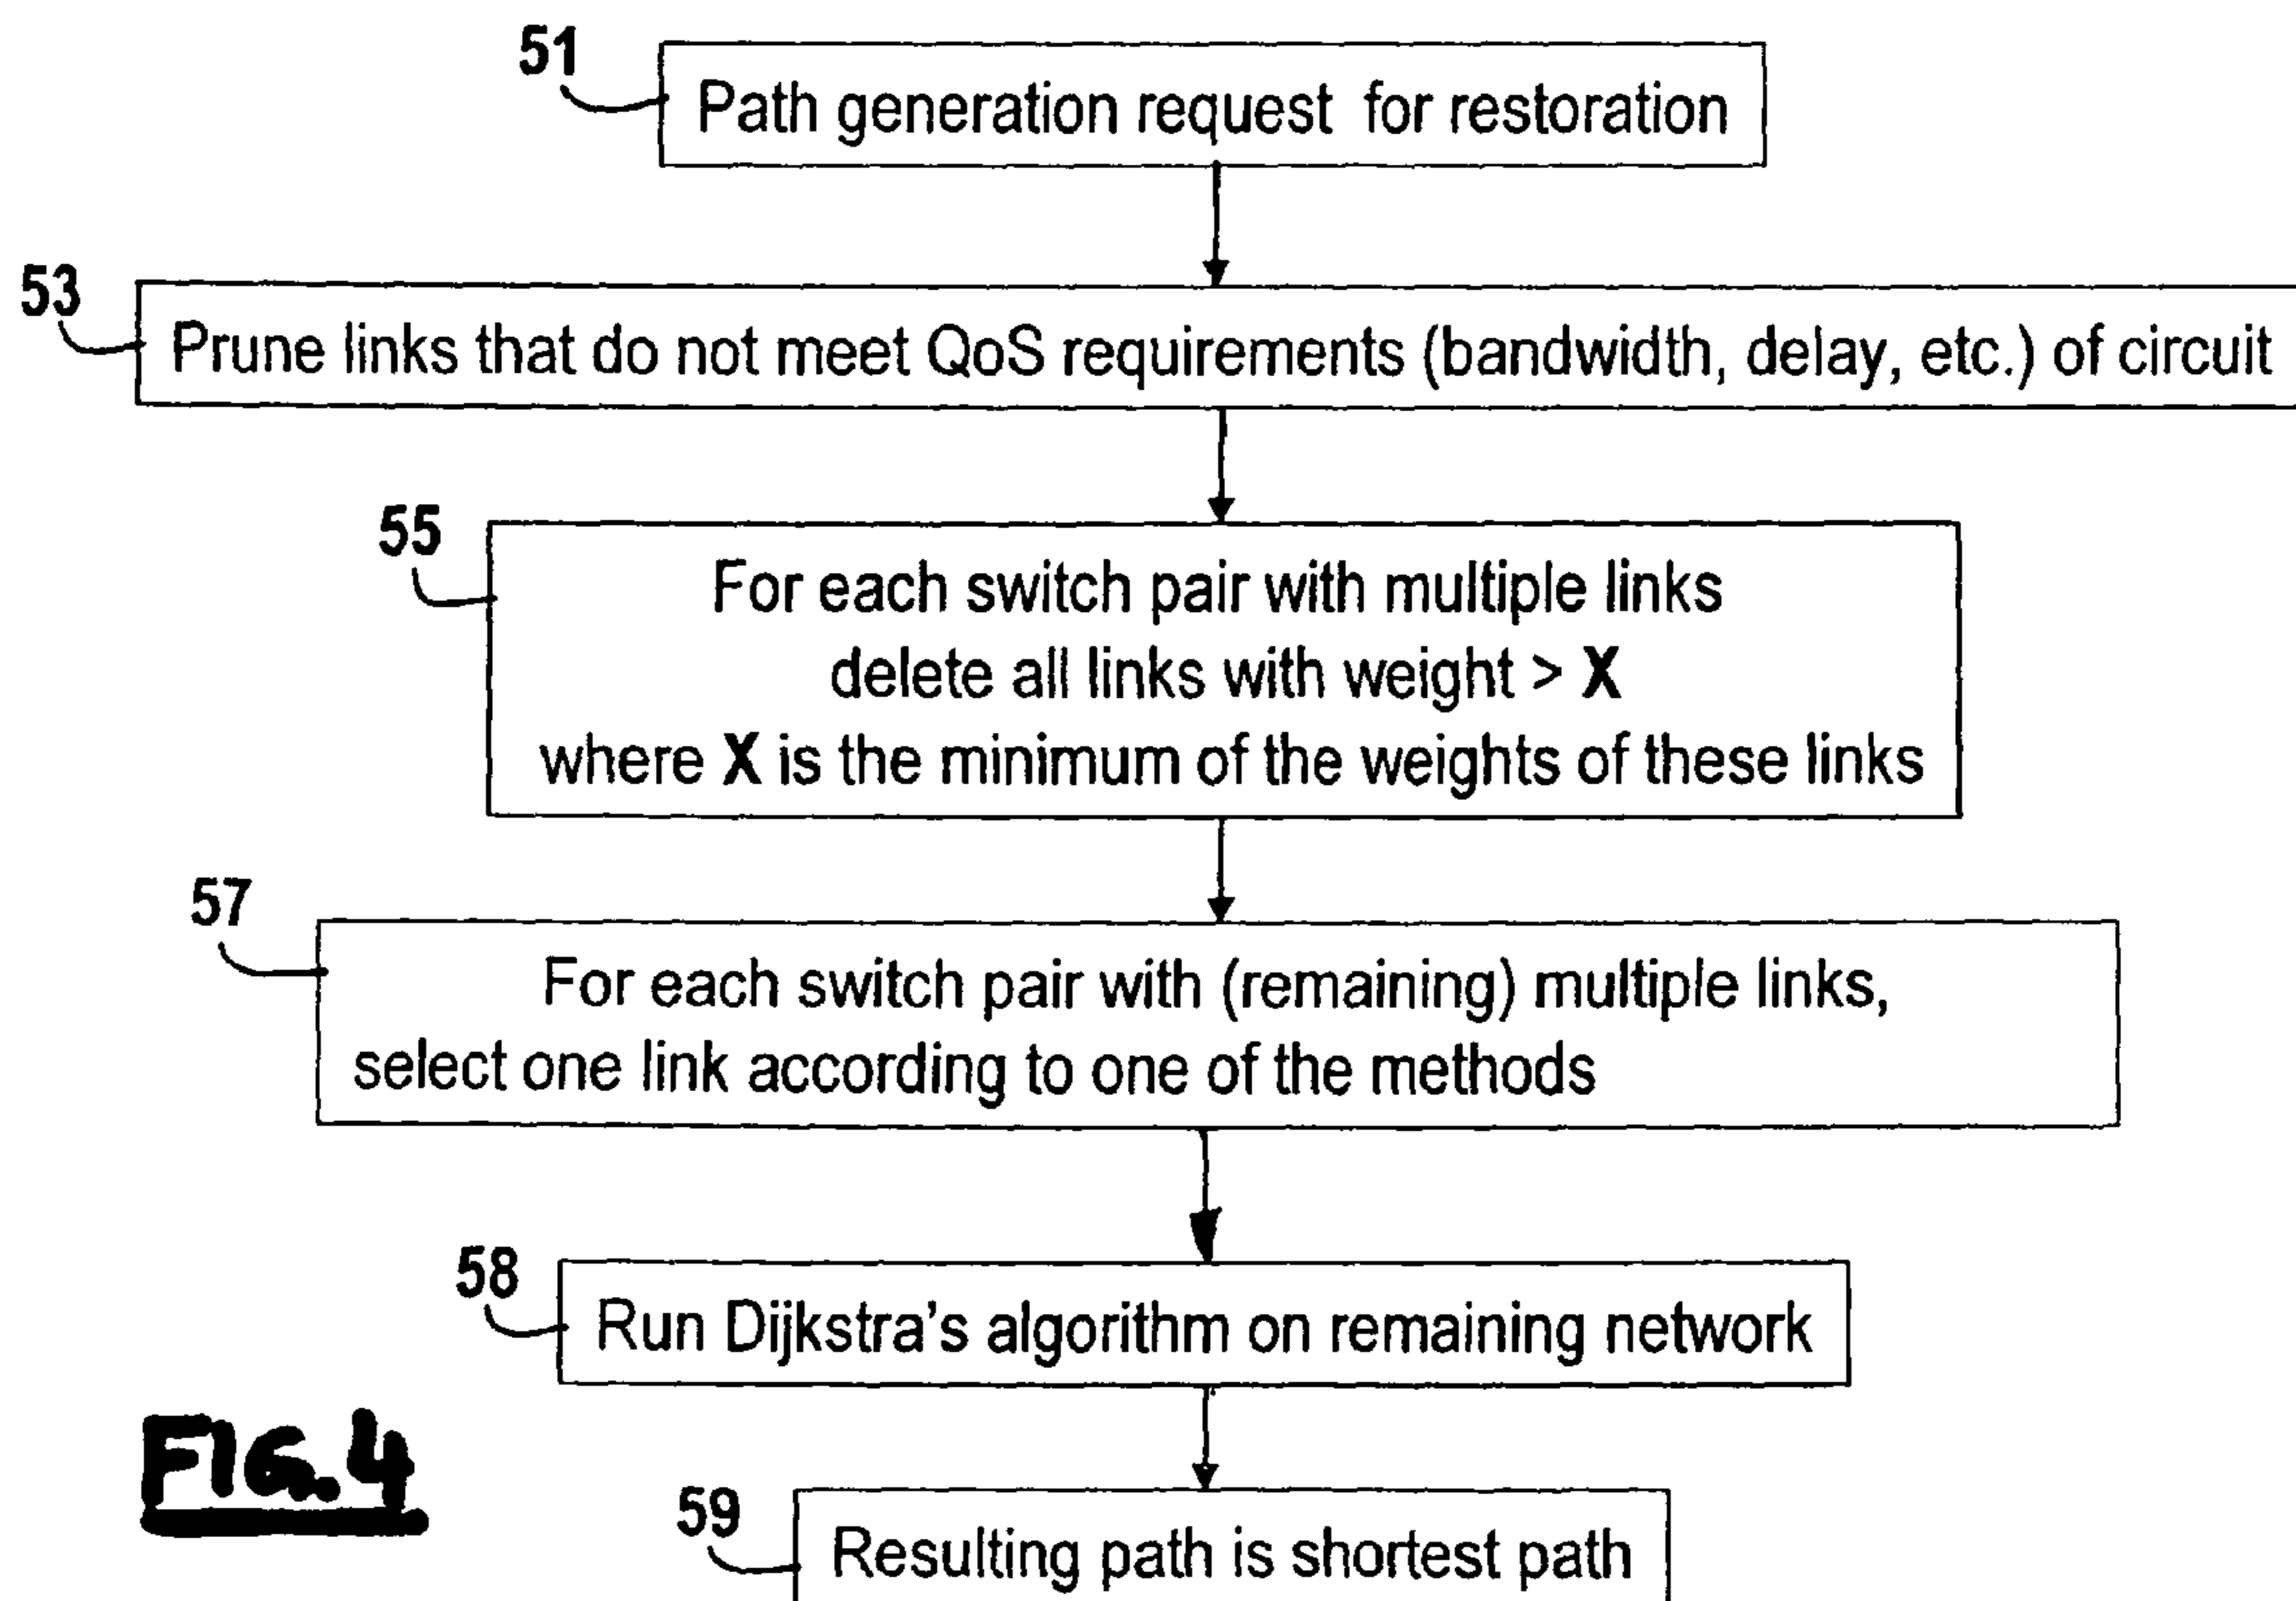 51
Path generation request for restoration
53
Prune links that do not meet QoS requirements (bandwidth, delay, etc.) of circuit
55
For each switch pair with multiple links
delete all links with weight > X
where X is the minimum of the weights of these links
57
For each switch pair with (remaining) multiple links,
select one link according to one of the methods
58
Run Dijkstra's algorithm on remaining network
FIG.4
59
Resulting path is shortest path